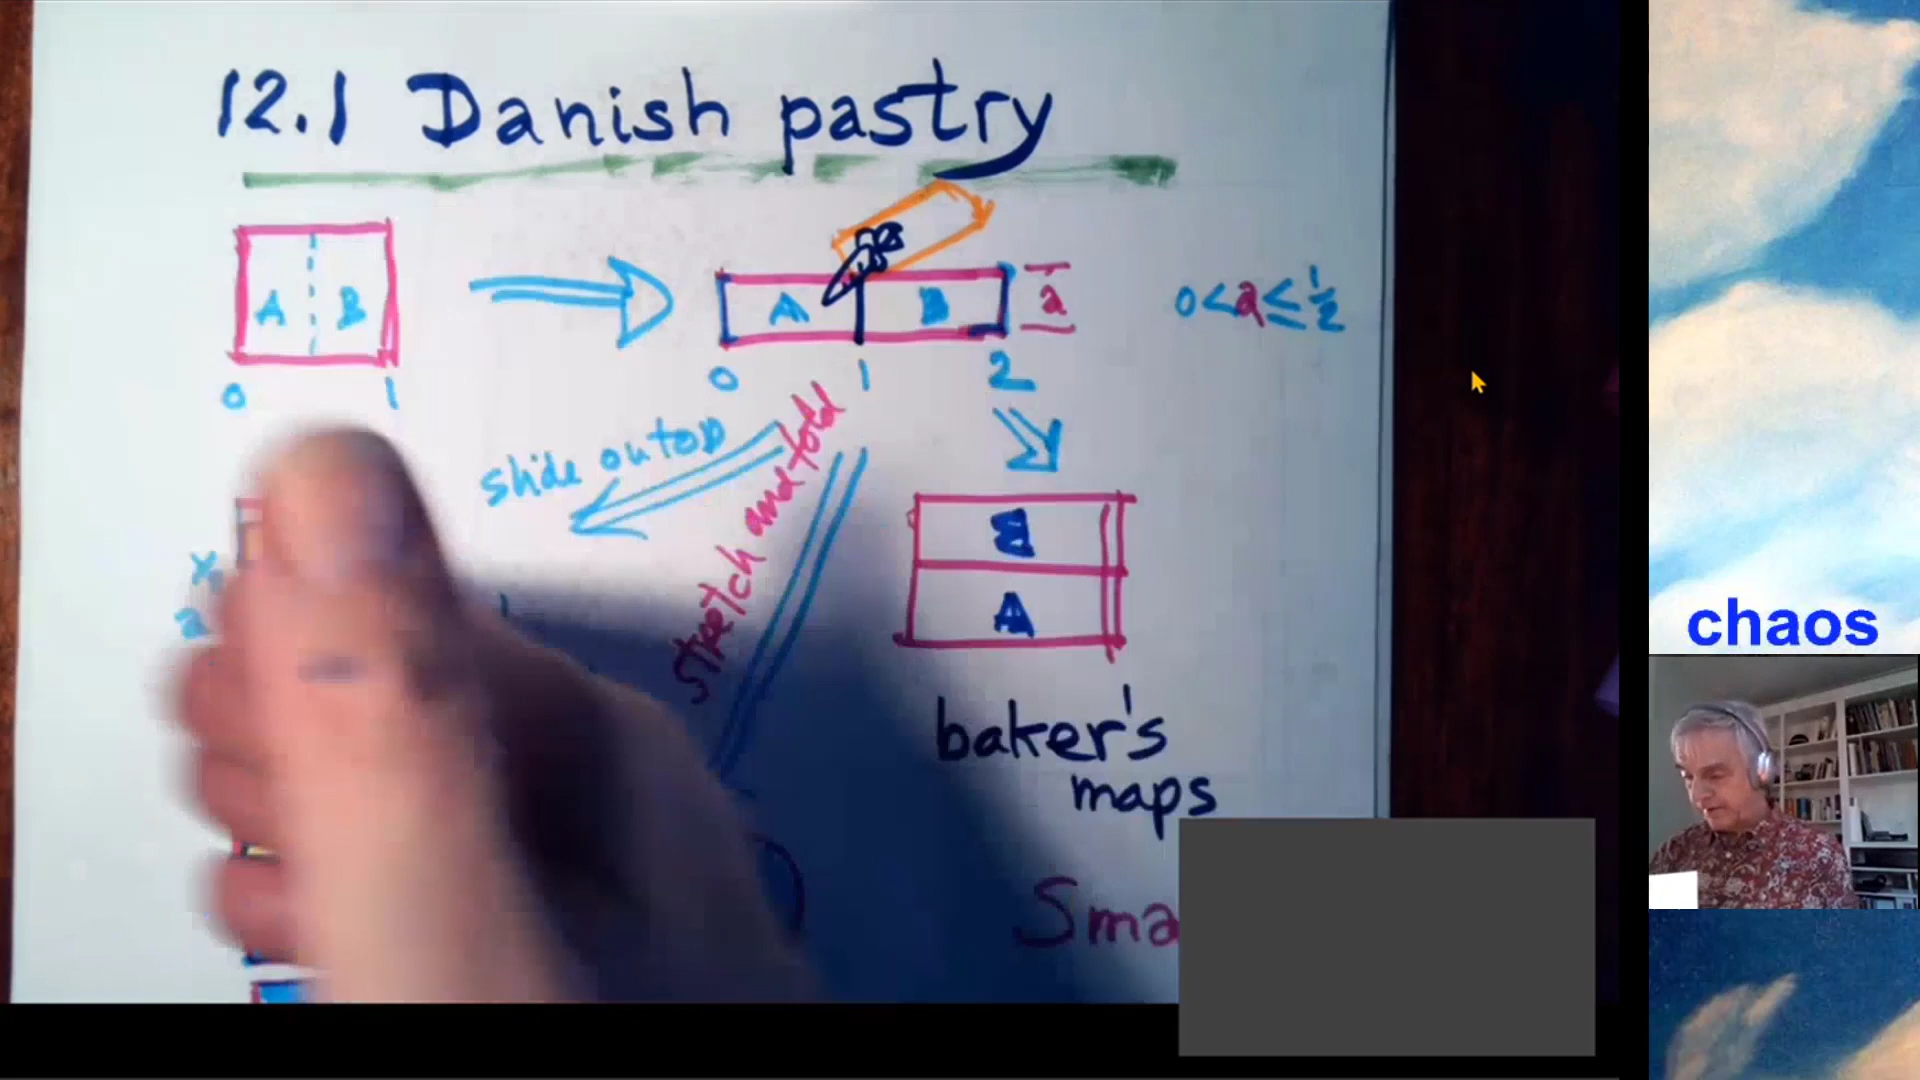 12.1 Danish pastry
A B
0 1
A B
0 1 2
a
0<a≤1/2
slide on top
stretch and fold
B
A
baker's
maps
Sma
chaos